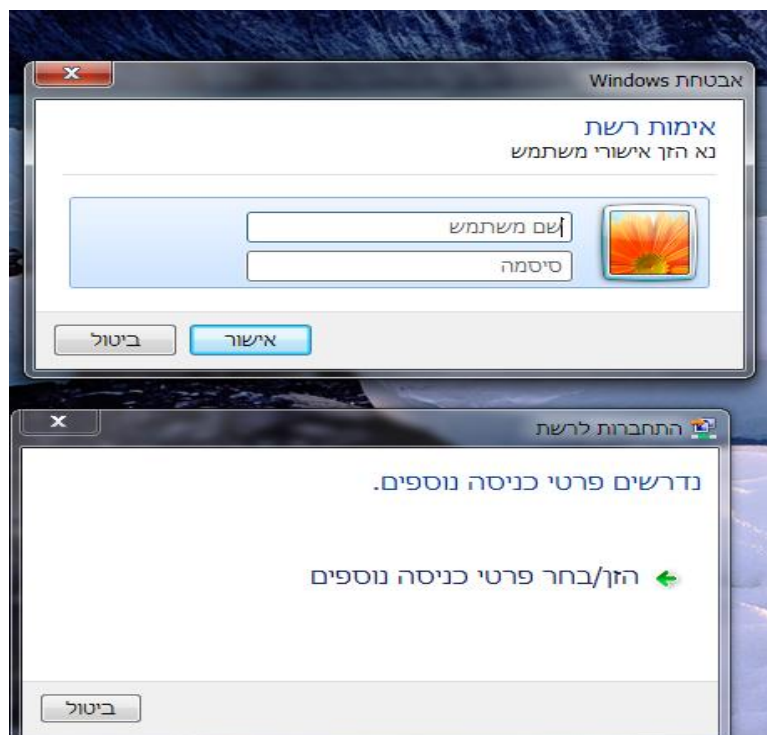 אבטחת Windows
אימות רשת
נא הזן אישורי משתמש
שם משתמש
סיסמה
אישור
ביטול
התחברות לרשת
נדרשים פרטי כניסה נוספים.
הזן/בחר פרטי כניסה נוספים
ביטול